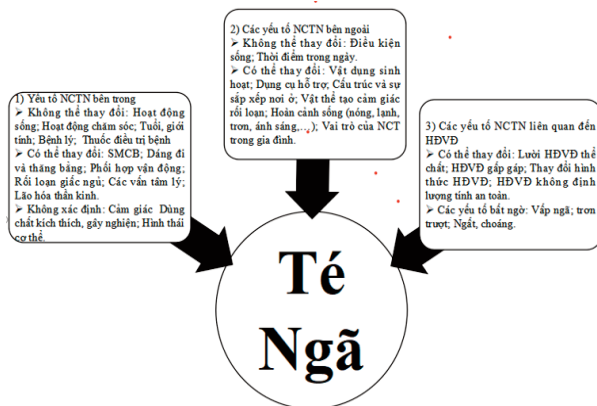 1) Yếu tố NCTN bên trong
➢ Không thể thay đổi: Hoạt động
sống; Hoạt động chăm sóc; Tuổi, giới
tính; Bệnh lý; Thuốc điều trị bệnh
➢ Có thể thay đổi: SMCB; Dáng đi
và thăng bằng; Phối hợp vận động;
Rối loạn giấc ngủ; Các vấn tâm lý;
Lão hóa thần kinh.
➢ Không xác định: Cảm giác Dùng
chất kích thích, gây nghiện; Hình thái
cơ thể.
2) Các yếu tố NCTN bên ngoài
➢ Không thể thay đổi: Điều kiện
sống; Thời điểm trong ngày.
➢ Có thể thay đổi: Vật dụng sinh
hoạt; Dụng cụ hỗ trợ; Cấu trúc và sự
sắp xếp nơi ở; Vật thể tạo cảm giác
rối loạn; Hoàn cảnh sống (nóng, lạnh,
trơn, ánh sáng,…); Vai trò của NCT
trong gia đình.
3) Các yếu tố NCTN liên quan đến
HĐVĐ
➢ Có thể thay đổi: Lười HĐVĐ thể
chất; HĐVĐ gấp gáp; Thay đổi hình
thức HĐVĐ; HĐVĐ không định
lượng tính an toàn.
➢ Các yếu tố bất ngờ: Vấp ngã; trơn
trượt; Ngất, choáng.
Té
Ngã